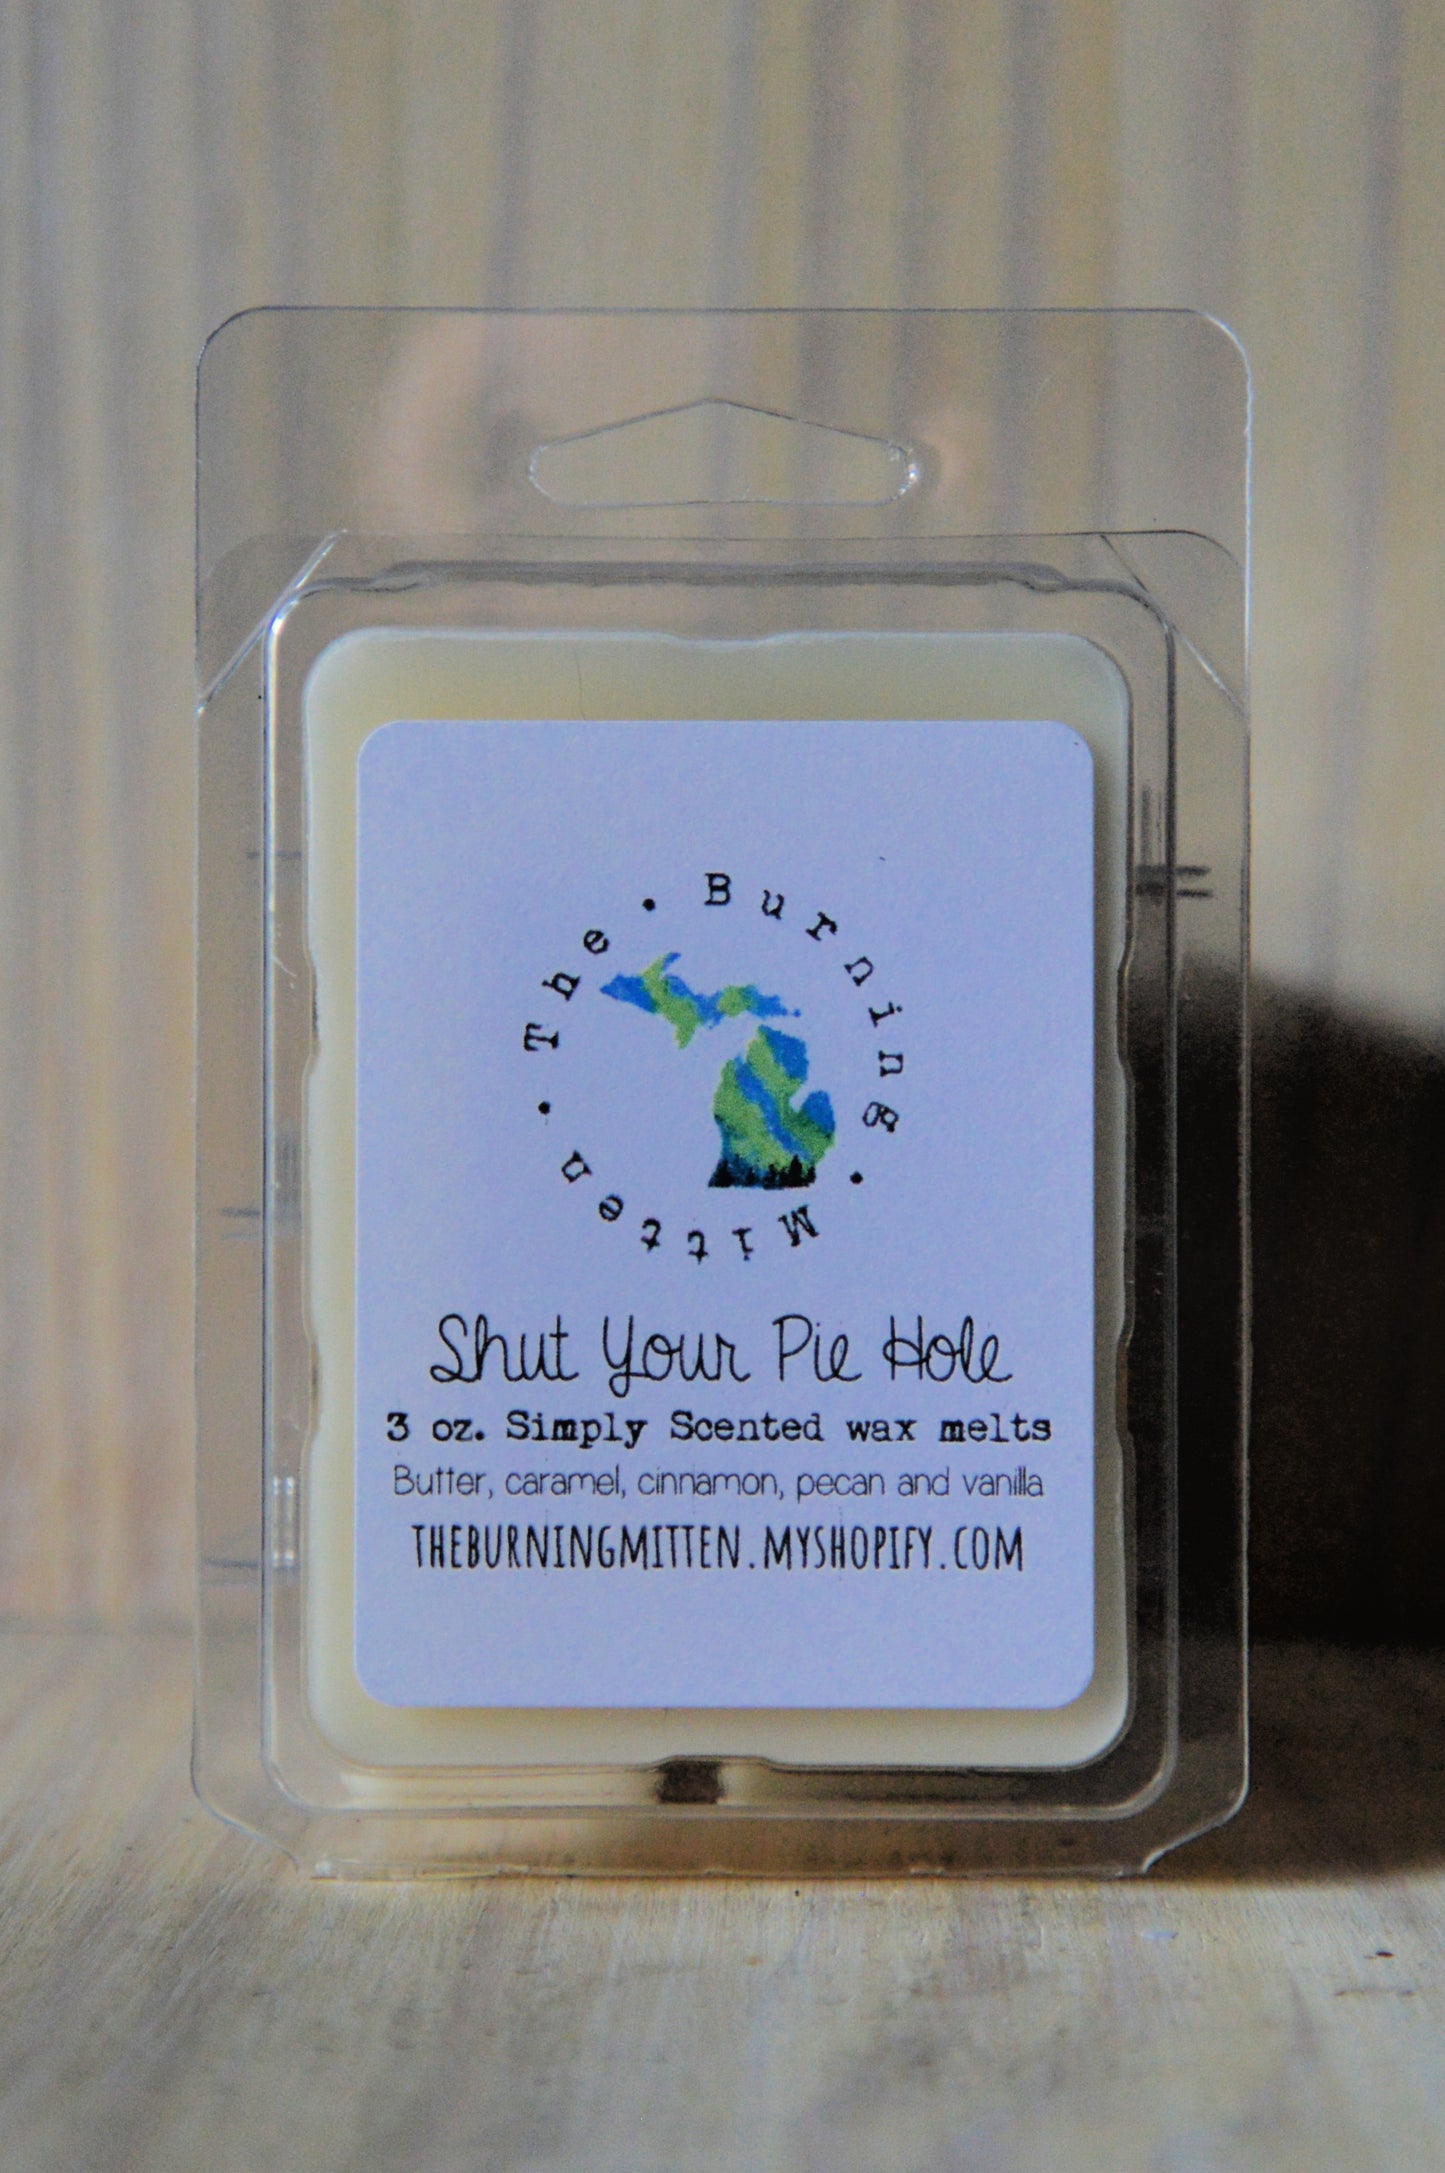 The • Burning • Mitten •
Shut Your Pie Hole
3 oz. Simply Scented wax melts
Butter, caramel, cinnamon, pecan and vanilla
THEBURNINGMITTEN.MYSHOPIFY.COM